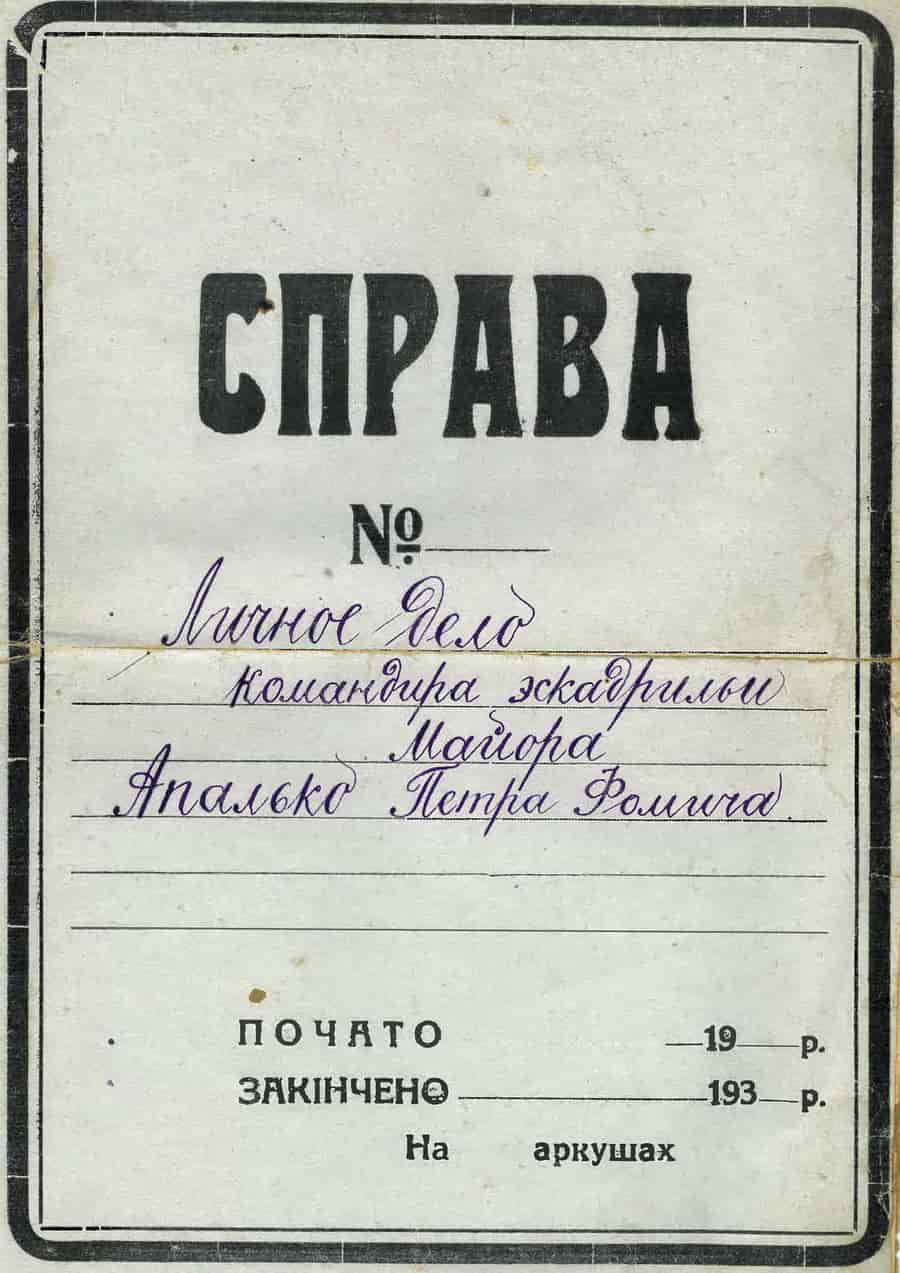 СПРАВА
№
Личное дело
командира эскадрильи
Майора
Апалько Петра Фомича
ПОЧАТО 19 р.
ЗАКІНЧЕНО 193 р.
На аркушах